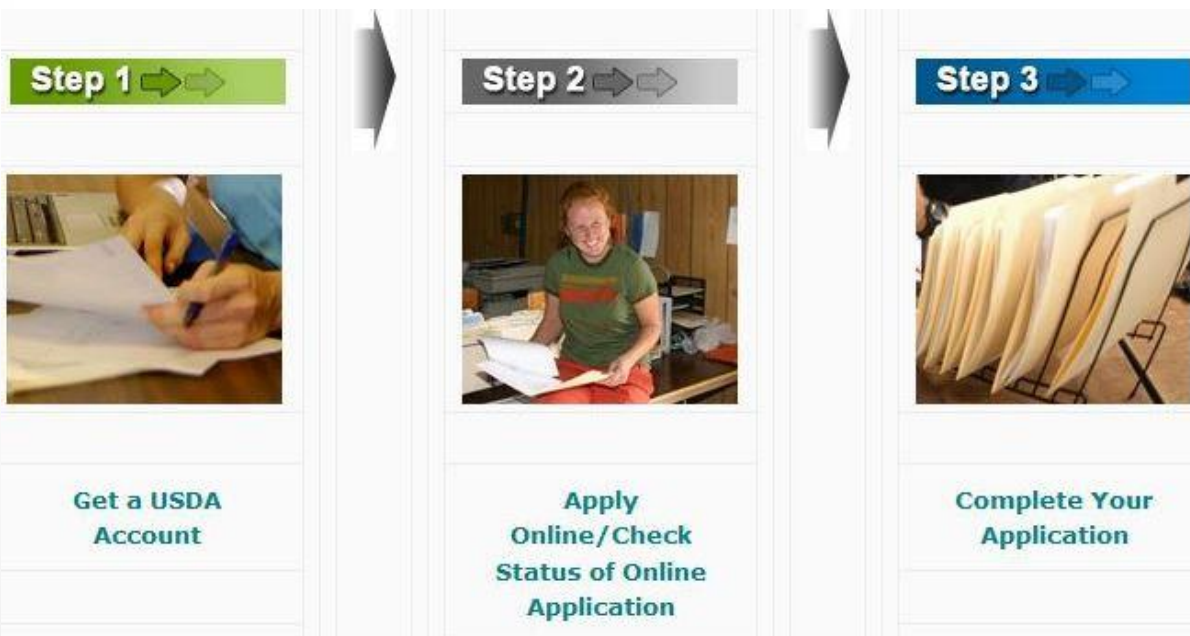 Step 1
Step 2
Step 3
Get a USDA
Account
Apply
Online/Check
Status of Online
Application
Complete Your
Application